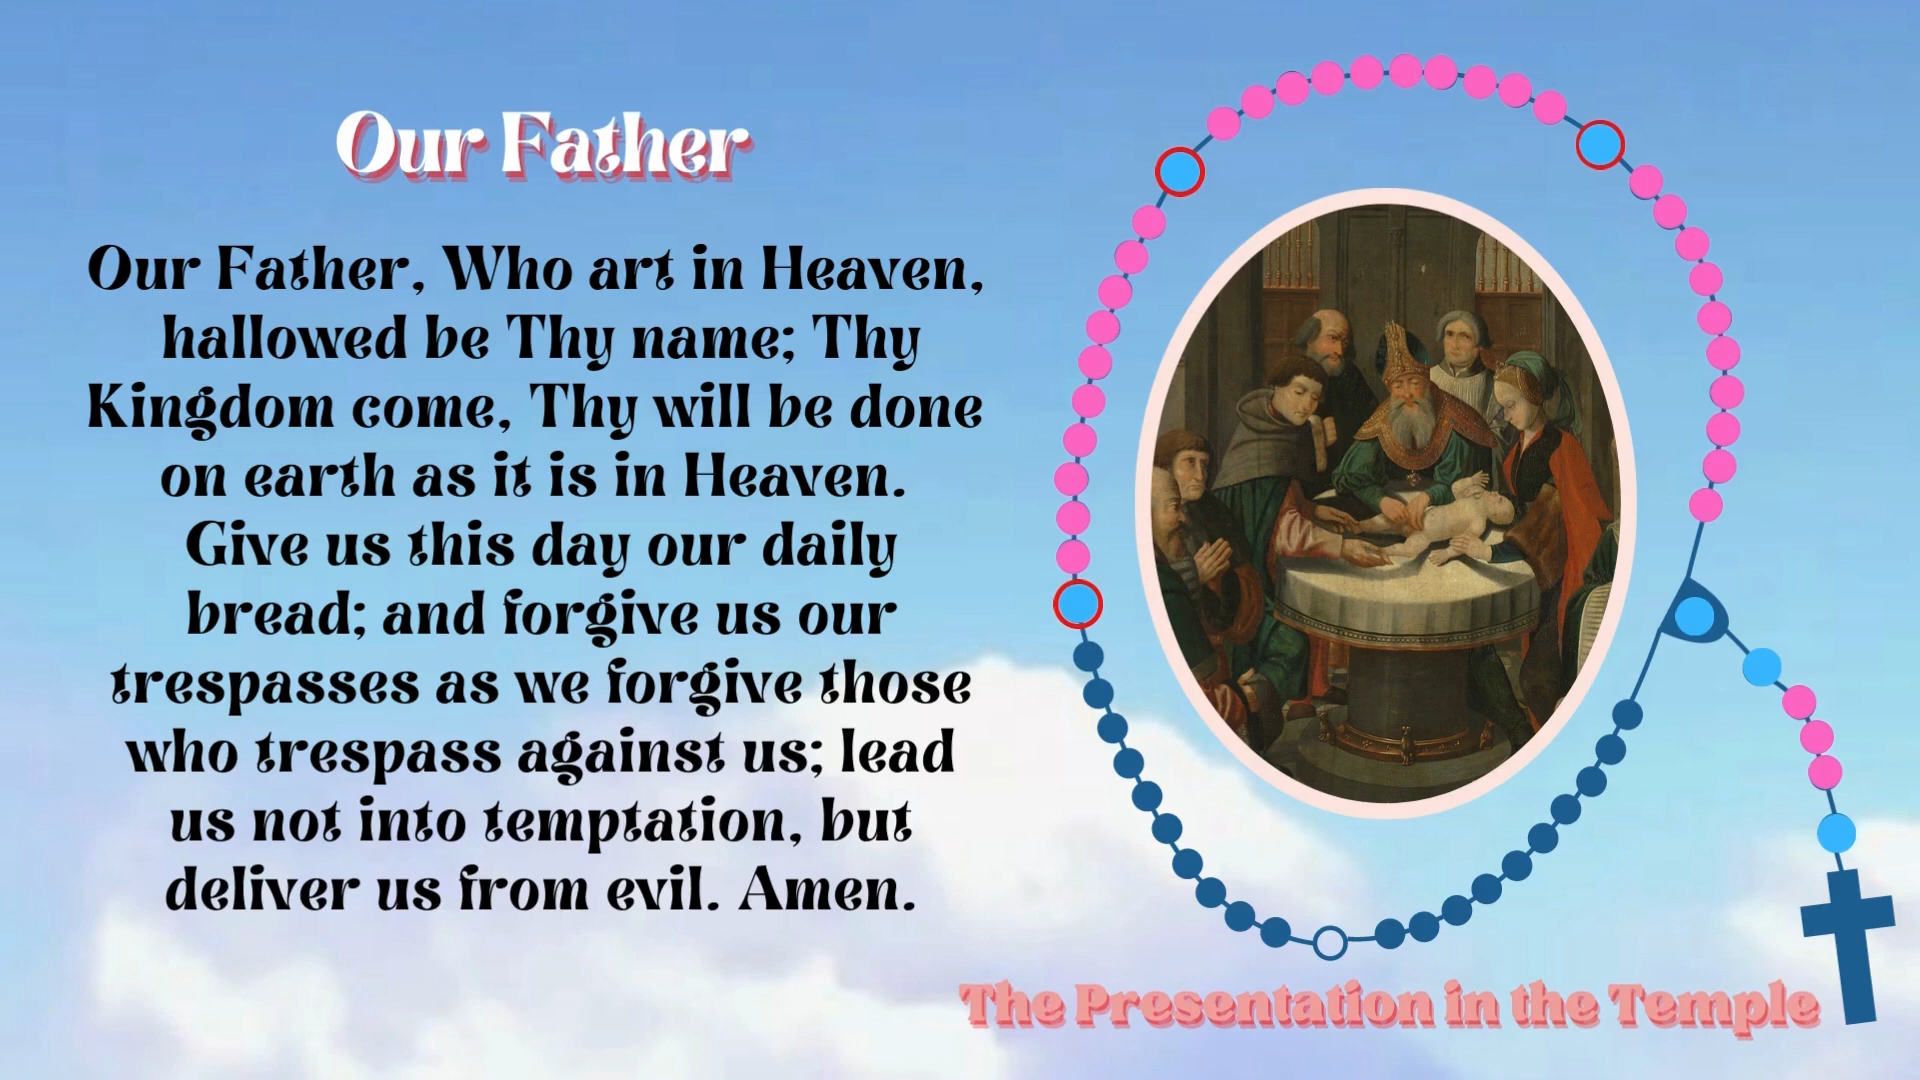 Our Father
Our Father, Who art in Heaven,
hallowed be Thy name; Thy
Kingdom come, Thy will be done
on earth as it is in Heaven.
Give us this day our daily
bread; and forgive us our
trespasses as we forgive those
who trespass against us; lead
us not into temptation, but
deliver us from evil. Amen.
The Presentation in the Temple